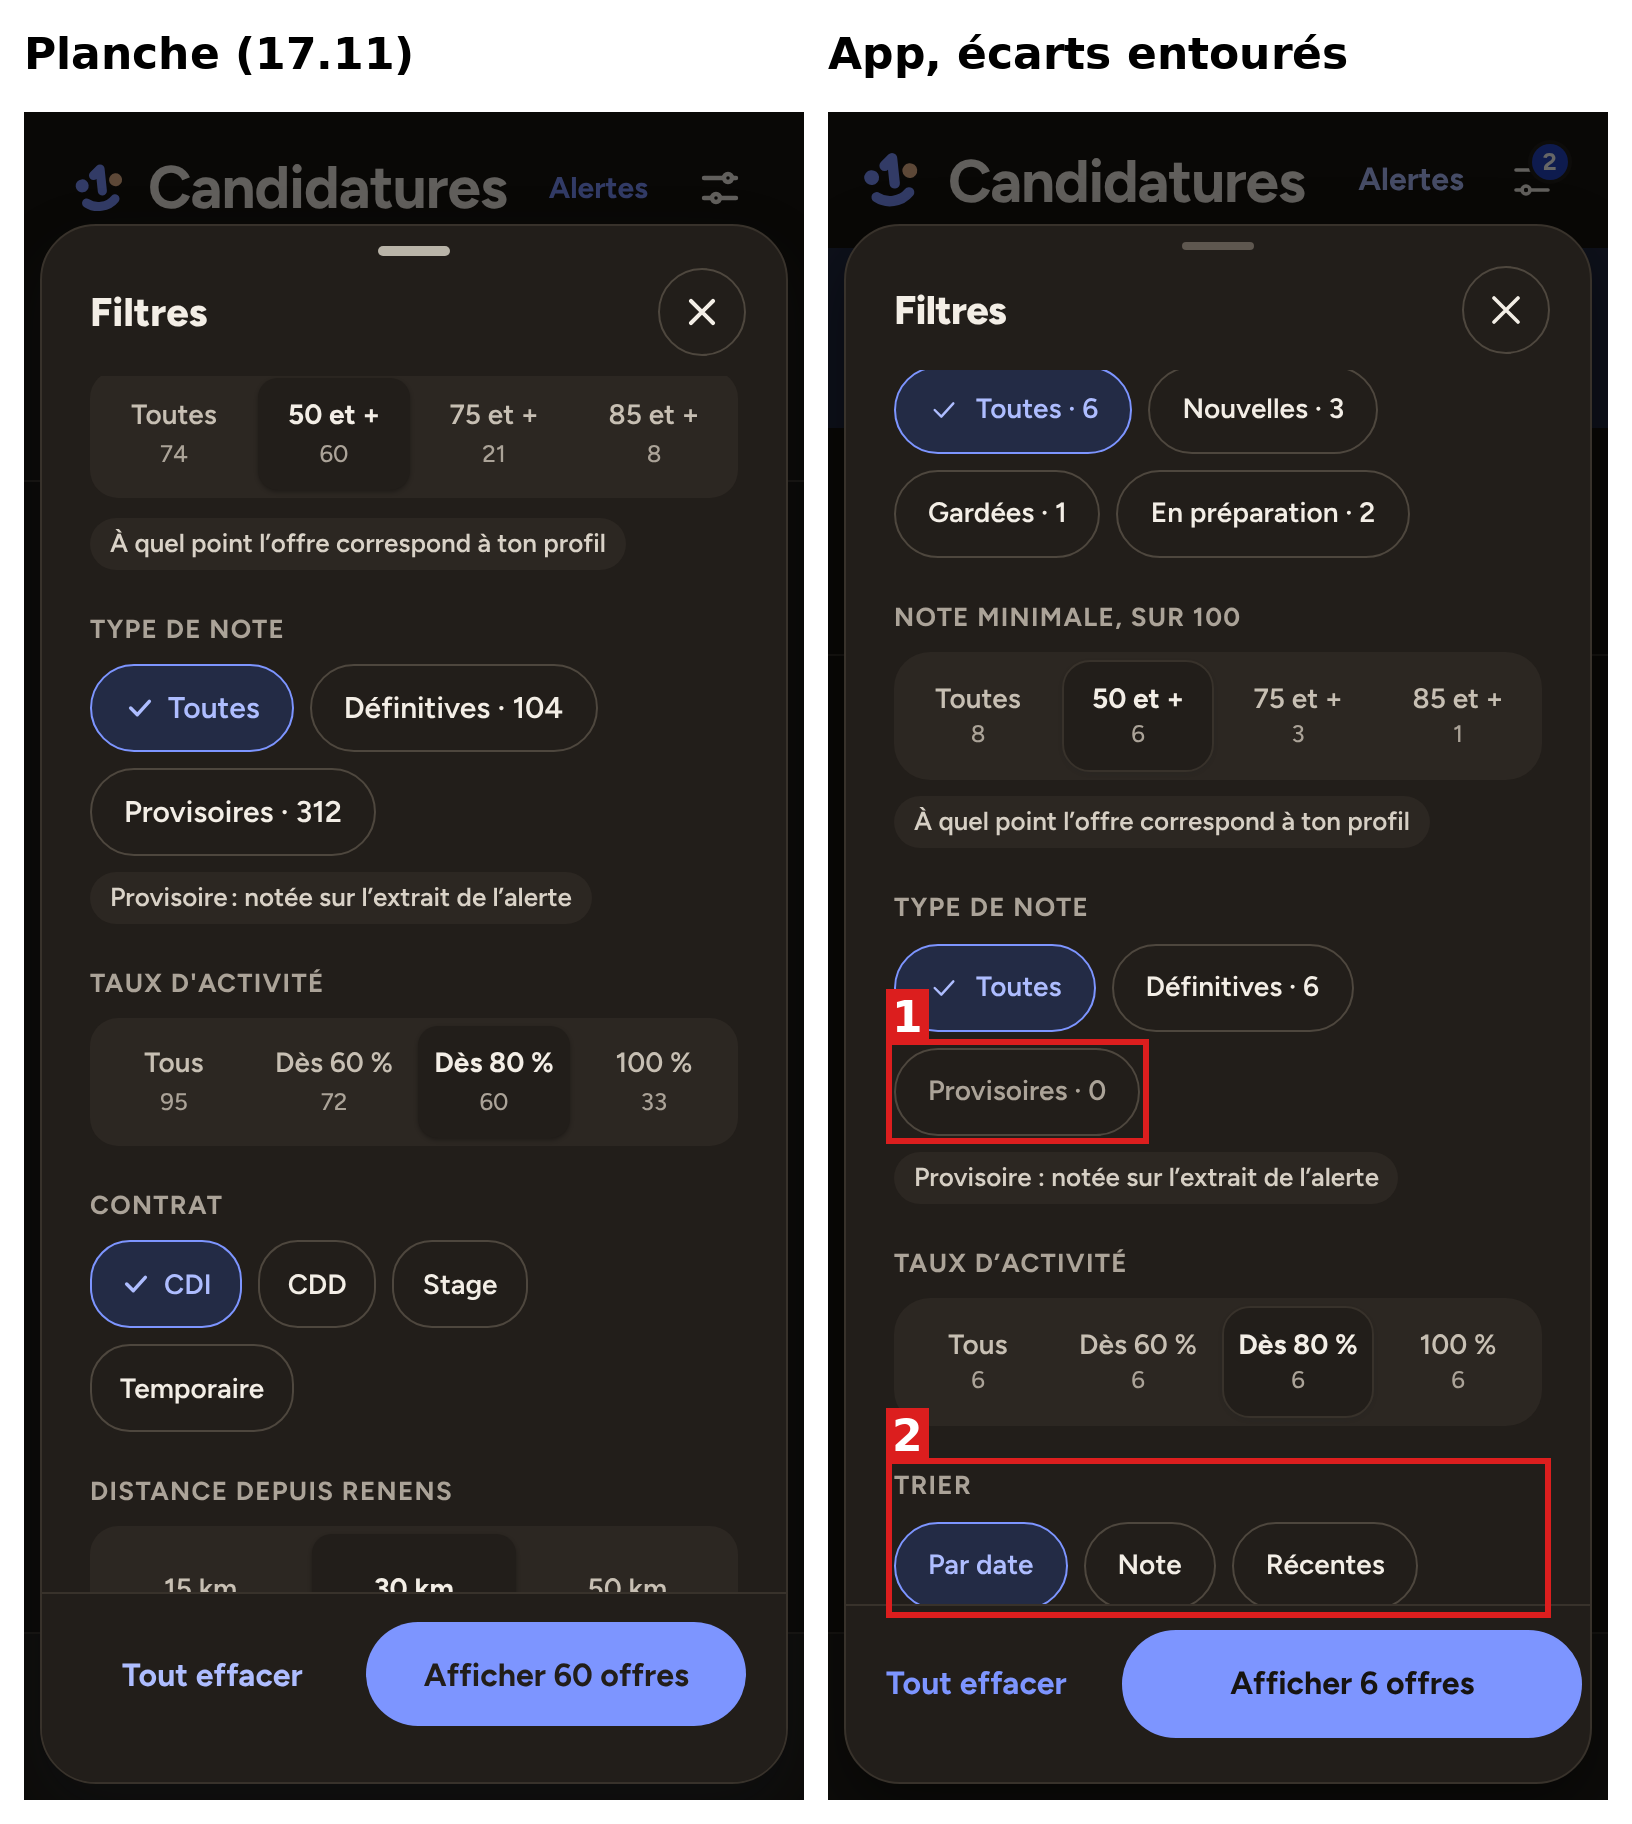 Planche (17.11)
Candidatures Alertes
Filtres
Toutes 50 et + 75 et + 85 et +
74 60 21 8
À quel point l’offre correspond à ton profil
TYPE DE NOTE
Toutes Définitives · 104
Provisoires · 312
Provisoire : notée sur l’extrait de l’alerte
TAUX D'ACTIVITÉ
Tous Dès 60 % Dès 80 % 100 %
95 72 60 33
CONTRAT
CDI CDD Stage
Temporaire
DISTANCE DEPUIS RENENS
15 km 30 km 50 km
Tout effacer Afficher 60 offres
App, écarts entourés
Candidatures Alertes 2
Filtres
Toutes · 6 Nouvelles · 3
Gardées · 1 En préparation · 2
NOTE MINIMALE, SUR 100
Toutes 50 et + 75 et + 85 et +
8 6 3 1
À quel point l’offre correspond à ton profil
TYPE DE NOTE
Toutes Définitives · 6
1
Provisoires · 0
Provisoire : notée sur l’extrait de l’alerte
TAUX D’ACTIVITÉ
Tous Dès 60 % Dès 80 % 100 %
6 6 6 6
2
TRIER
Par date Note Récentes
Tout effacer Afficher 6 offres